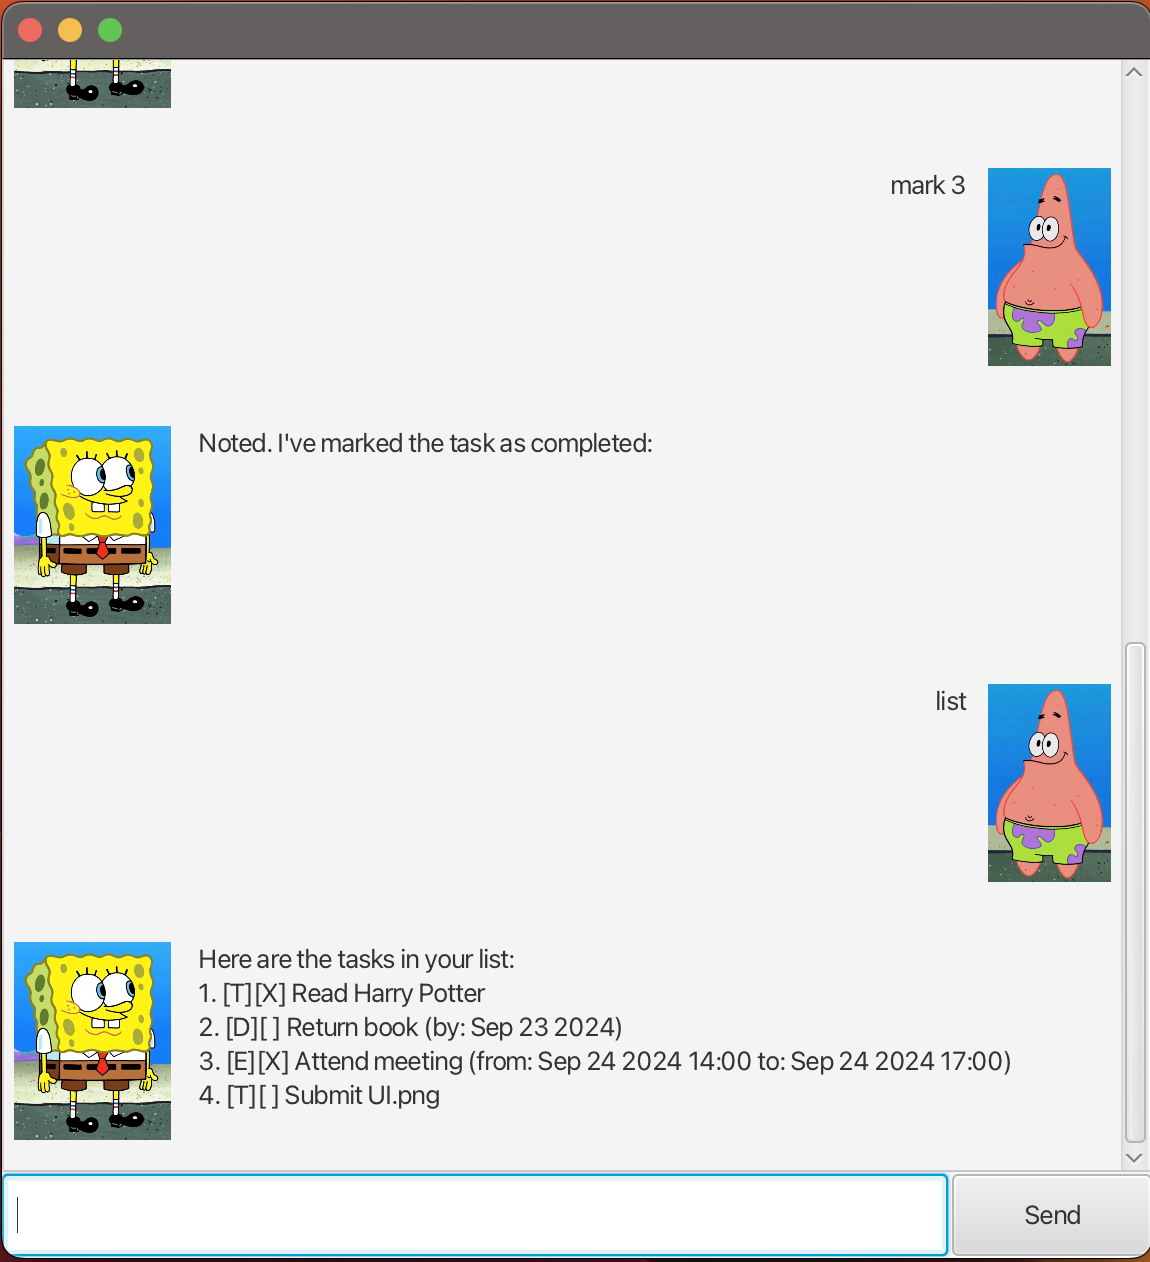 mark 3
Noted. I've marked the task as completed:
list
Here are the tasks in your list:
1. [T][X] Read Harry Potter
2. [D][ ] Return book (by: Sep 23 2024)
3. [E][X] Attend meeting (from: Sep 24 2024 14:00 to: Sep 24 2024 17:00)
4. [T][ ] Submit UI.png
Send